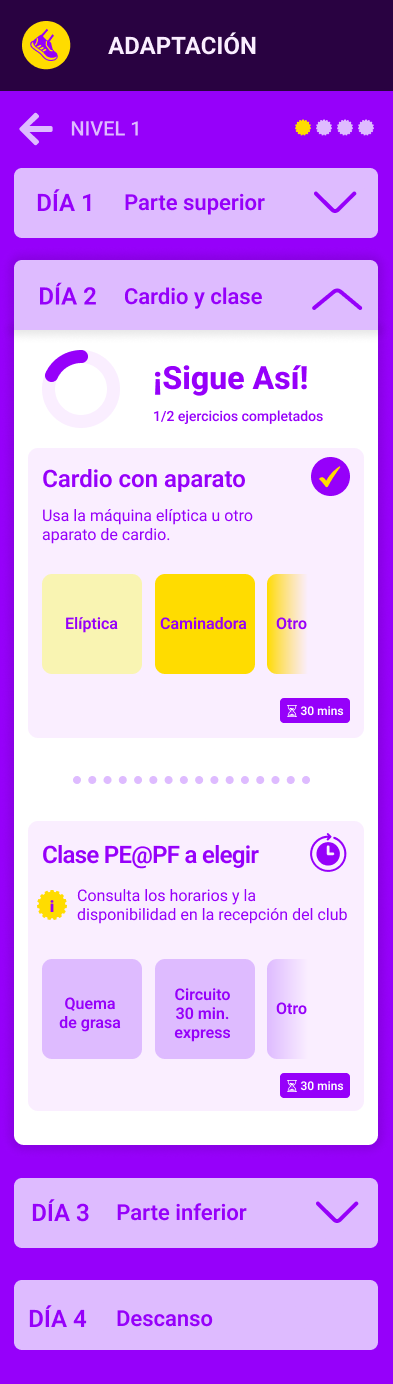 ADAPTACIÓN
NIVEL 1
DÍA 1 Parte superior
DÍA 2 Cardio y clase
¡Sigue Así!
1/2 ejercicios completados
Cardio con aparato
Usa la máquina elíptica u otro
aparato de cardio.
Elíptica
Caminadora
Otro
30 mins
Clase PE@PF a elegir
i
Consulta los horarios y la
disponibilidad en la recepción del club
Quema
de grasa
Circuito
30 min.
express
Otro
30 mins
DÍA 3 Parte inferior
DÍA 4 Descanso